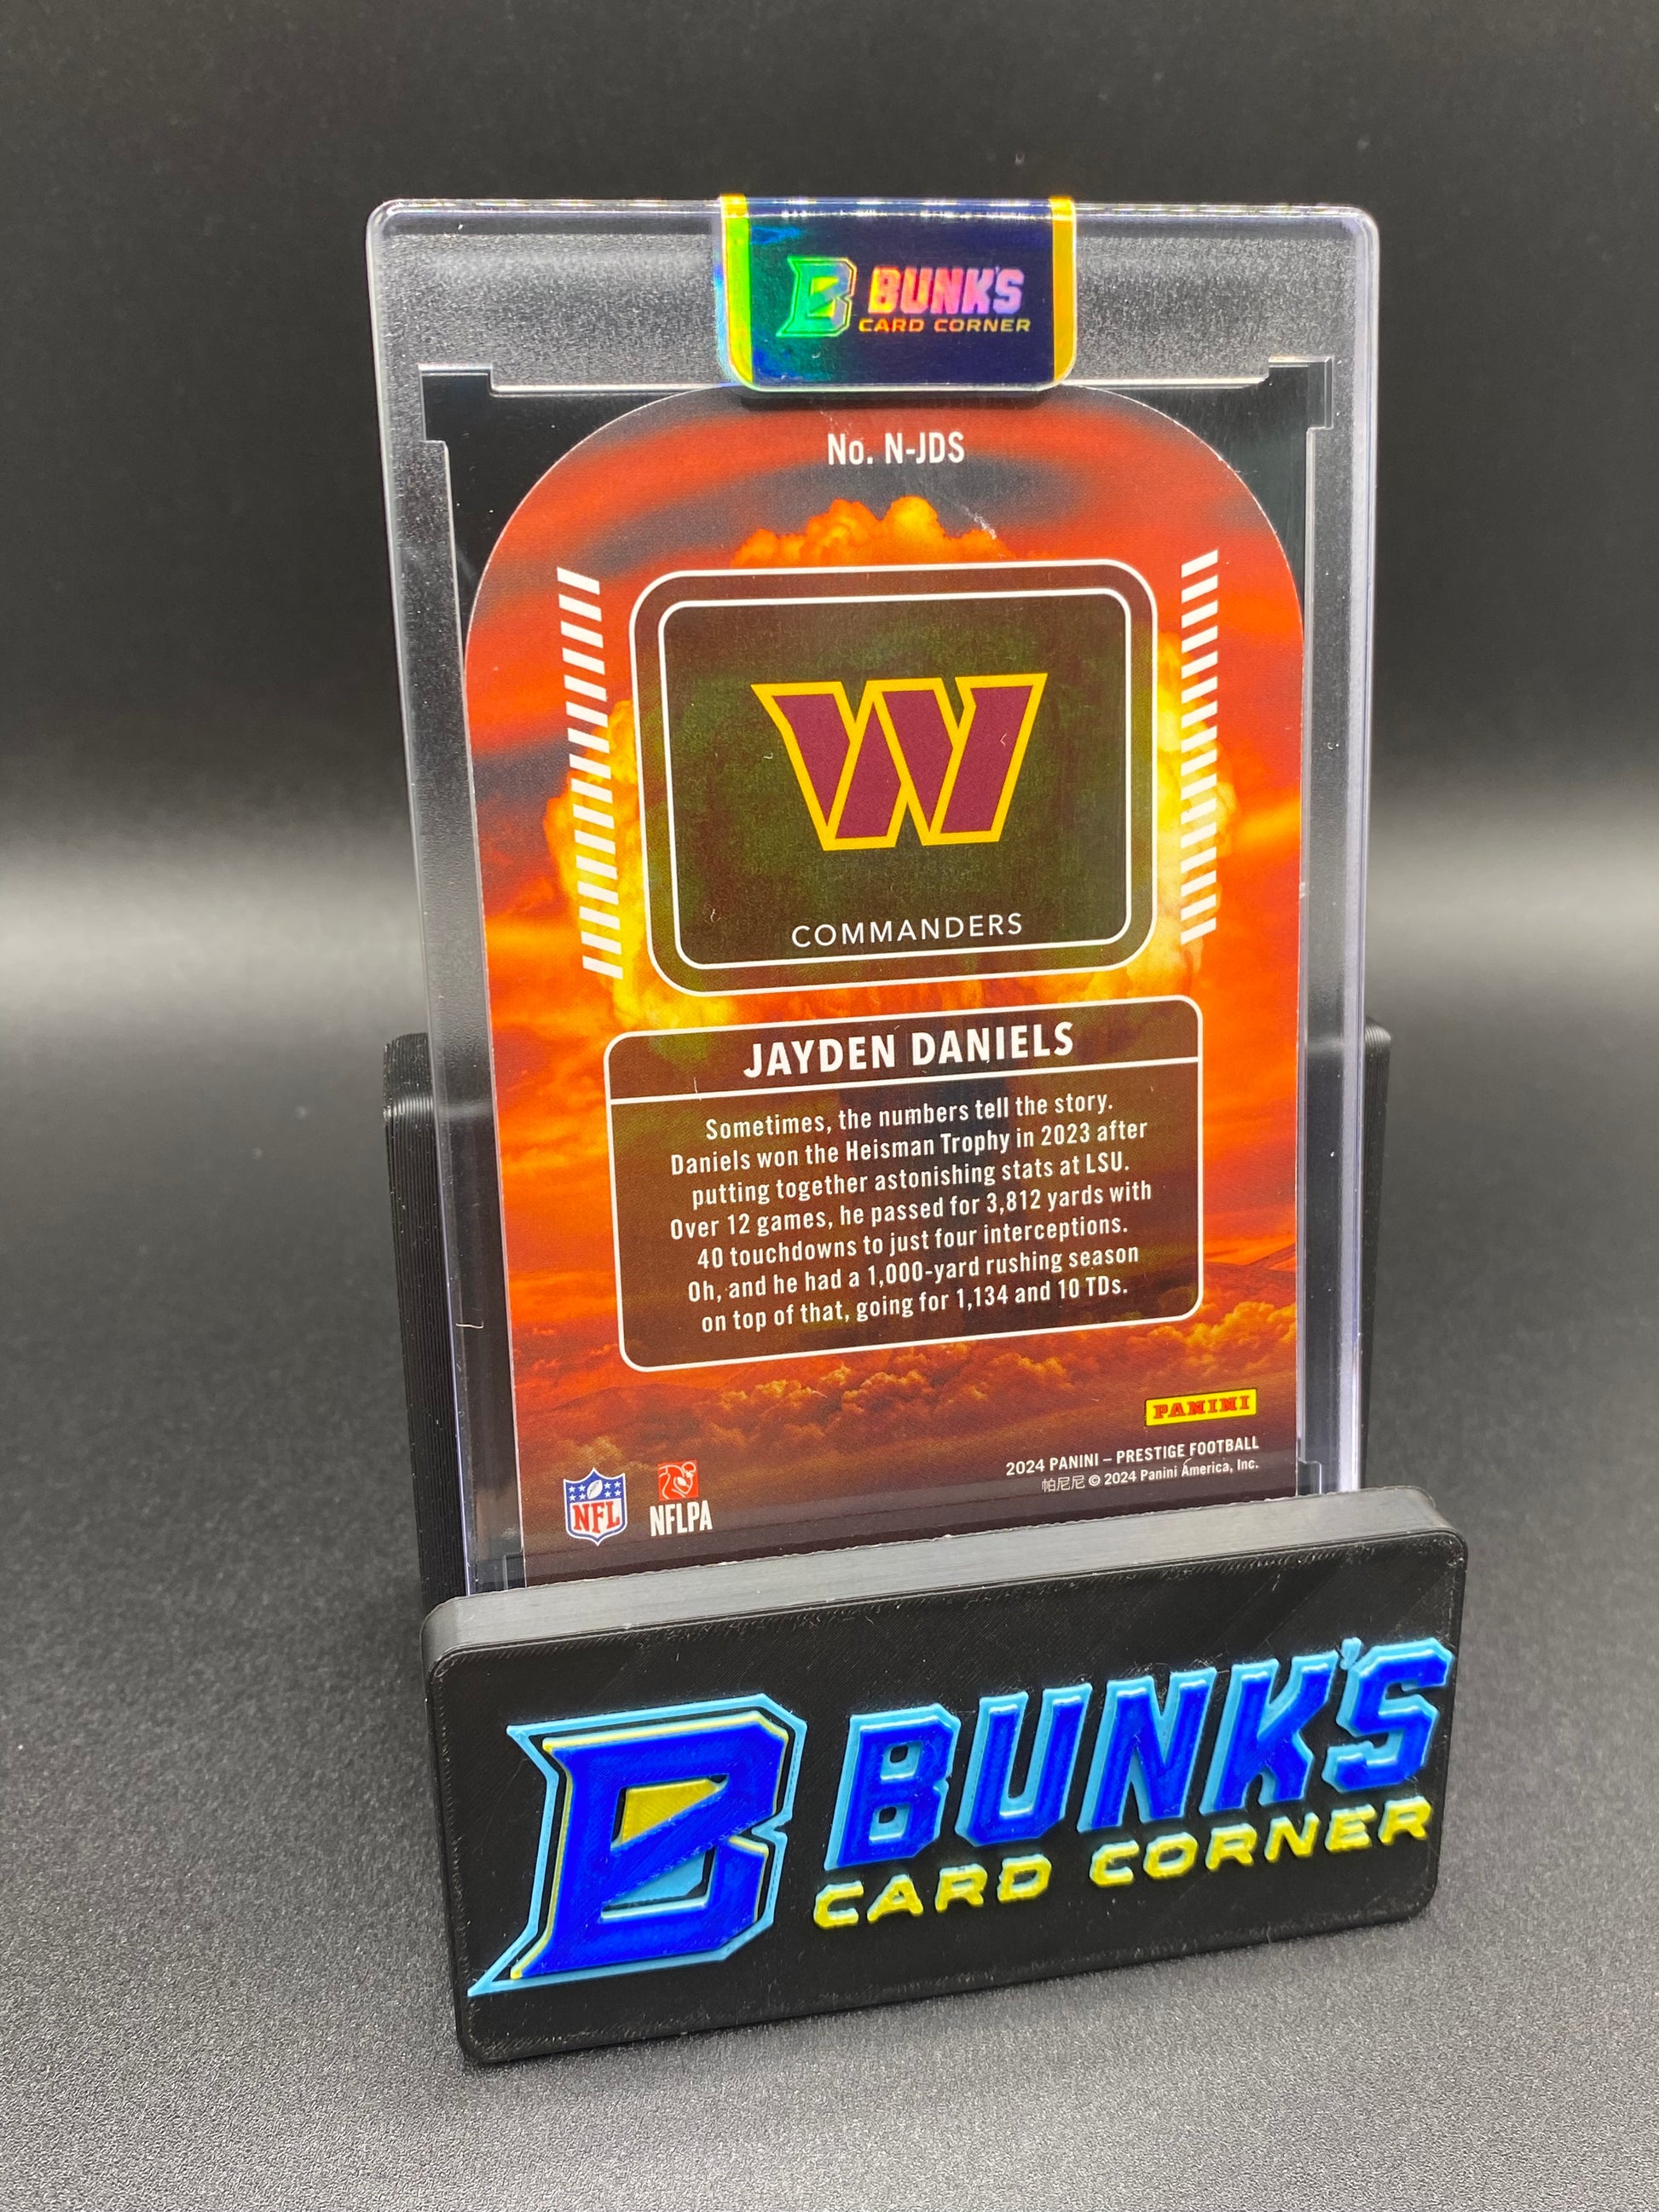 B BUNK'S
CARD CORNER
No. N-JDS
W
COMMANDERS
JAYDEN DANIELS
Sometimes, the numbers tell the story.
Daniels won the Heisman Trophy in 2023 after
putting together astonishing stats at LSU.
Over 12 games, he passed for 3,812 yards with
40 touchdowns to just four interceptions.
Oh, and he had a 1,000-yard rushing season
on top of that, going for 1,134 and 10 TDs.
PANINI
2024 PANINI – PRESTIGE FOOTBALL
帕尼尼 © 2024 Panini America, Inc.
NFL
NFLPA
B BUNK'S
CARD CORNER